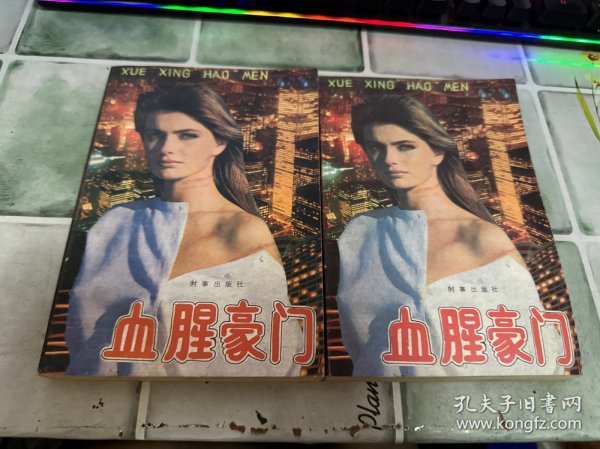 XUE XING HAO MEN
时事出版社
血腥豪门
XUE XING HAO MEN
时事出版社
血腥豪门
Plan
孔夫子旧书网
www.kongfz.com